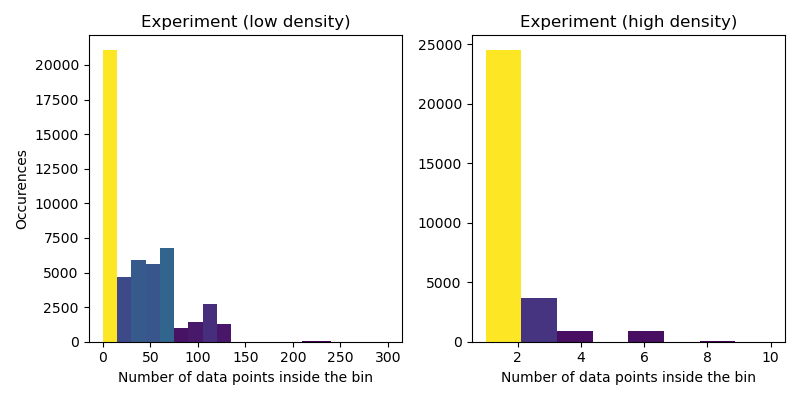 Experiment (low density)
20000
17500
15000
12500
10000
7500
5000
2500
0
Occurences
0 50 100 150 200 250 300
Number of data points inside the bin
Experiment (high density)
25000
20000
15000
10000
5000
0
2 4 6 8 10
Number of data points inside the bin